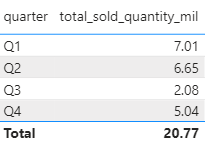 quarter total_sold_quantity_mil
Q1 7.01
Q2 6.65
Q3 2.08
Q4 5.04
Total 20.77